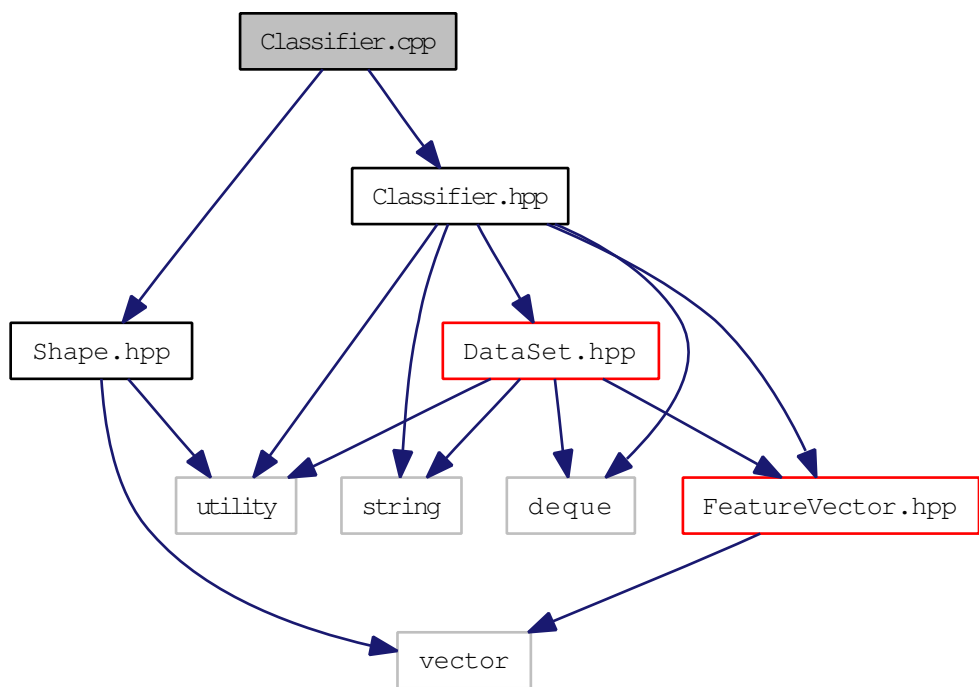 Classifier.cpp
Classifier.hpp
Shape.hpp
DataSet.hpp
utility
string
deque
FeatureVector.hpp
vector